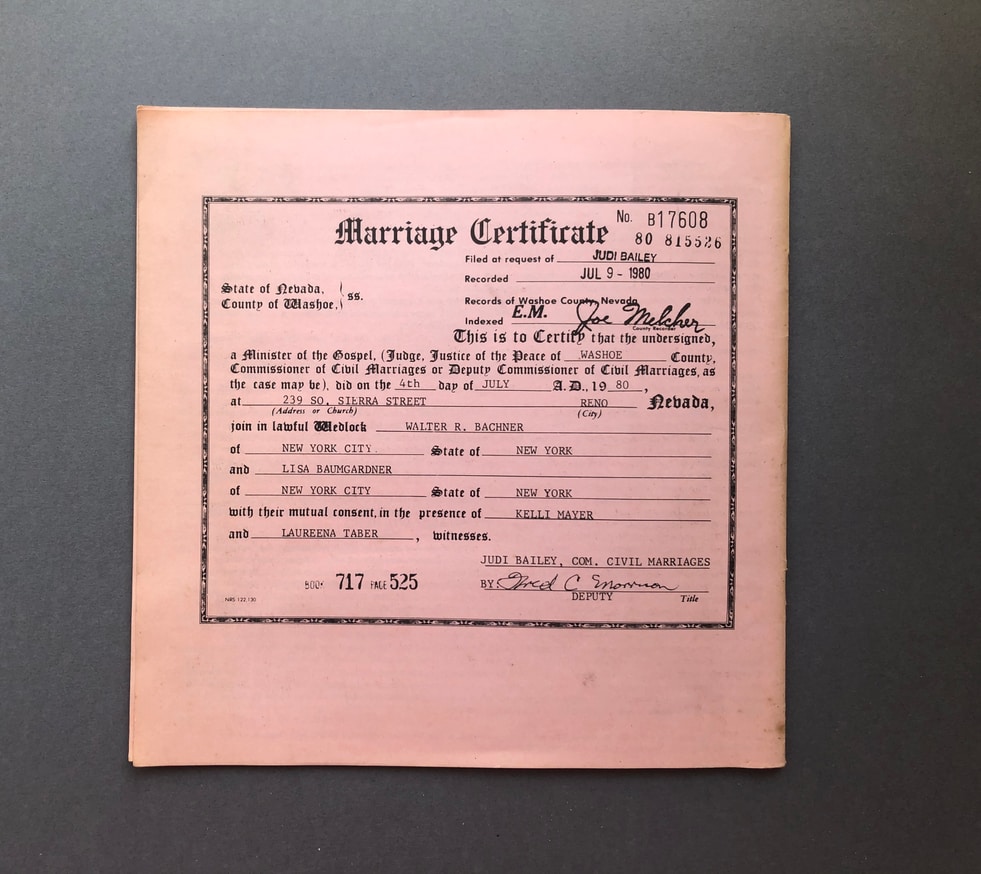 Marriage Certificate
No. B17608
80 815526
Filed at request of JUDI BAILEY
Recorded JUL 9 - 1980
State of Nevada,
County of Washoe, ss.
Records of Washoe County, Nevada
Indexed E.M. Joe Melcher
County Recorder
This is to Certify that the undersigned,
a Minister of the Gospel, (Judge, Justice of the Peace of WASHOE County,
Commissioner of Civil Marriages or Deputy Commissioner of Civil Marriages, as
the case may be), did on the 4th day of JULY A.D., 19 80,
at 239 SO. SIERRA STREET RENO Nevada,
(Address or Church) (City)
join in lawful Wedlock WALTER R. BACHNER
of NEW YORK CITY State of NEW YORK
and LISA BAUMGARDNER
of NEW YORK CITY State of NEW YORK
with their mutual consent, in the presence of KELLI MAYER
and LAUREENA TABER, witnesses.
JUDI BAILEY, COM. CIVIL MARRIAGES
BOOK 717 PAGE 525
BY: Fred C Morrison
DEPUTY Title
NRS 122.130